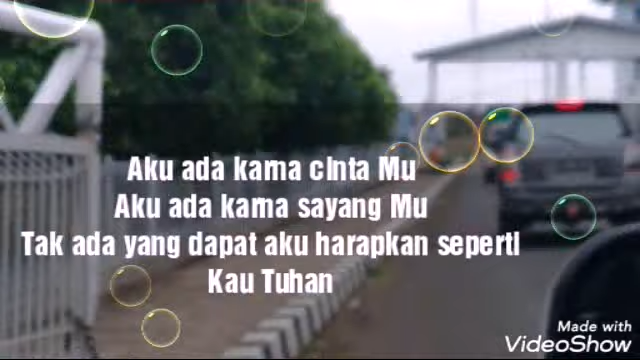 Aku ada karna cInta Mu
Aku ada karna sayang Mu
Tak ada yang dapat aku harapkan sepertI
Kau Tuhan
Made with
VideoShow